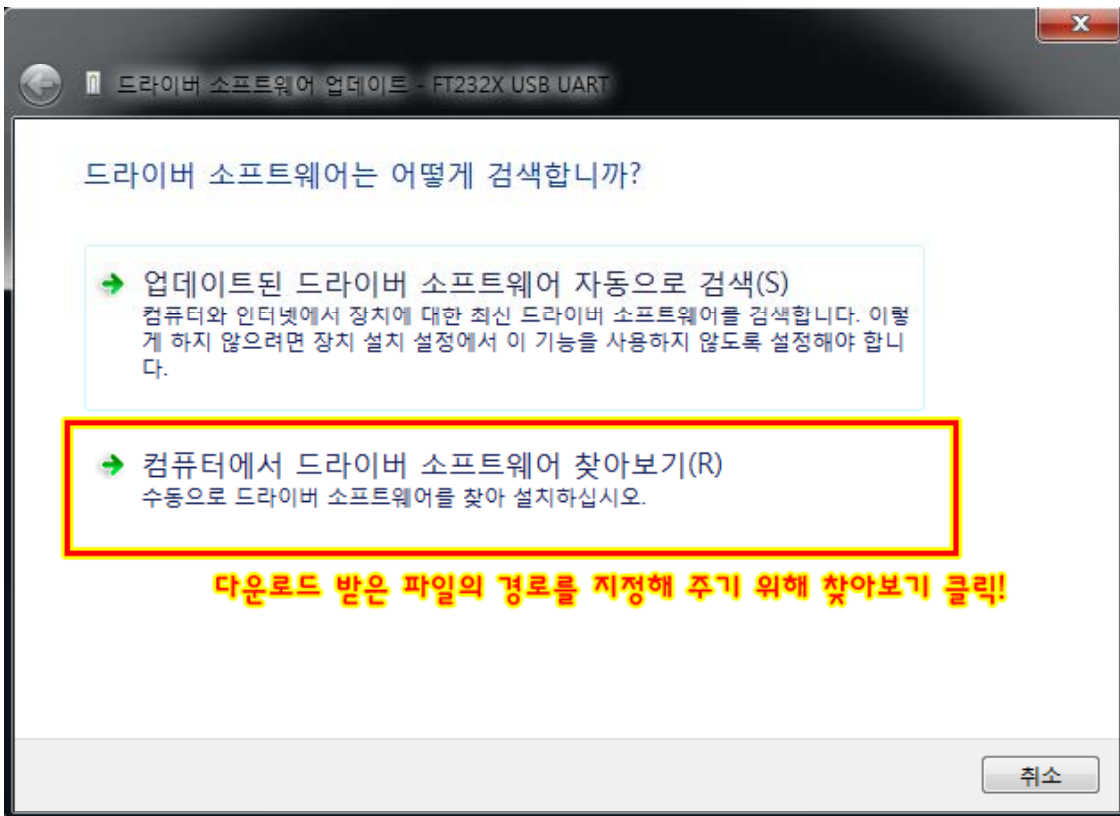 x
드라이버 소프트웨어 업데이트 - FT232X USB UART
드라이버 소프트웨어는 어떻게 검색합니까?
업데이트된 드라이버 소프트웨어 자동으로 검색(S)
컴퓨터와 인터넷에서 장치에 대한 최신 드라이버 소프트웨어를 검색합니다. 이렇
게 하지 않으려면 장치 설치 설정에서 이 기능을 사용하지 않도록 설정해야 합니
다.
컴퓨터에서 드라이버 소프트웨어 찾아보기(R)
수동으로 드라이버 소프트웨어를 찾아 설치하십시오.
다운로드 받은 파일의 경로를 지정해 주기 위해 찾아보기 클릭!
취소